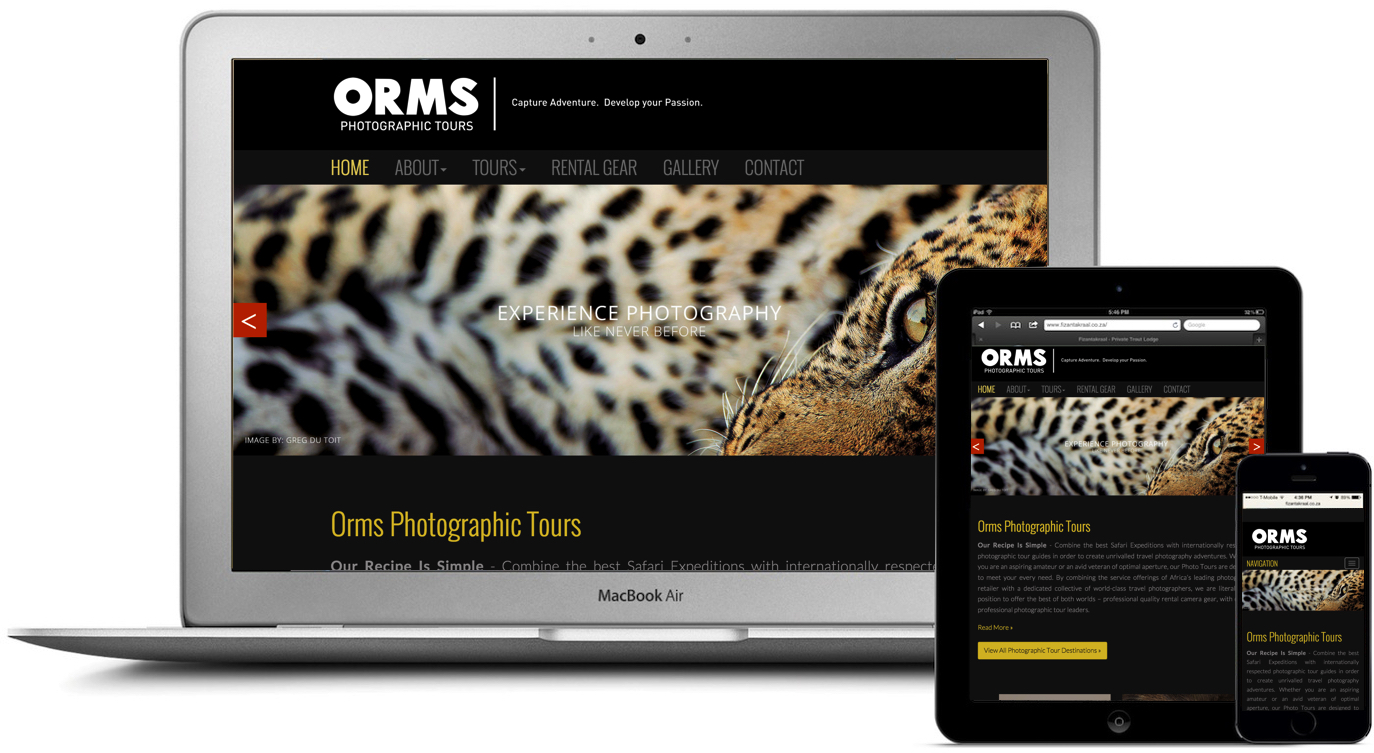 ORMS
PHOTOGRAPHIC TOURS
Capture Adventure. Develop your Passion.
HOME ABOUT TOURS RENTAL GEAR GALLERY CONTACT
<
EXPERIENCE PHOTOGRAPHY
LIKE NEVER BEFORE
IMAGE BY: GREG DU TOIT
Orms Photographic Tours
Our Recipe Is Simple - Combine the best Safari Expeditions with internationally respecte
MacBook Air
iPad 5:46 PM 92%
www.fizantakraal.co.za/ Google
Fizantakraal - Private Trout Lodge
ORMS
PHOTOGRAPHIC TOURS
Capture Adventure. Develop your Passion.
HOME ABOUT TOURS RENTAL GEAR GALLERY CONTACT
EXPERIENCE PHOTOGRAPHY
< >
Orms Photographic Tours
Our Recipe Is Simple - Combine the best Safari Expeditions with internationally res
photographic tour guides in order to create unrivalled travel photography adventures. W
you are an aspiring amateur or an avid veteran of optimal aperture, our Photo Tours are de
to meet your every need. By combining the service offerings of Africa's leading photog
retailer with a dedicated collective of world-class travel photographers, we are literal
position to offer the best of both worlds – professional quality rental camera gear, with
professional photographic tour leaders.
Read More »
View All Photographic Tour Destinations »
T-Mobile 4:36 PM 88%
fizantakraal.co.za
ORMS
PHOTOGRAPHIC TOURS
NAVIGATION
Orms Photographic Tours
Our Recipe Is Simple - Combine the best
Safari Expeditions with internationally
respected photographic tour guides in order
to create unrivalled travel photography
adventures. Whether you are an aspiring
amateur or an avid veteran of optimal
aperture, our Photo Tours are designed to